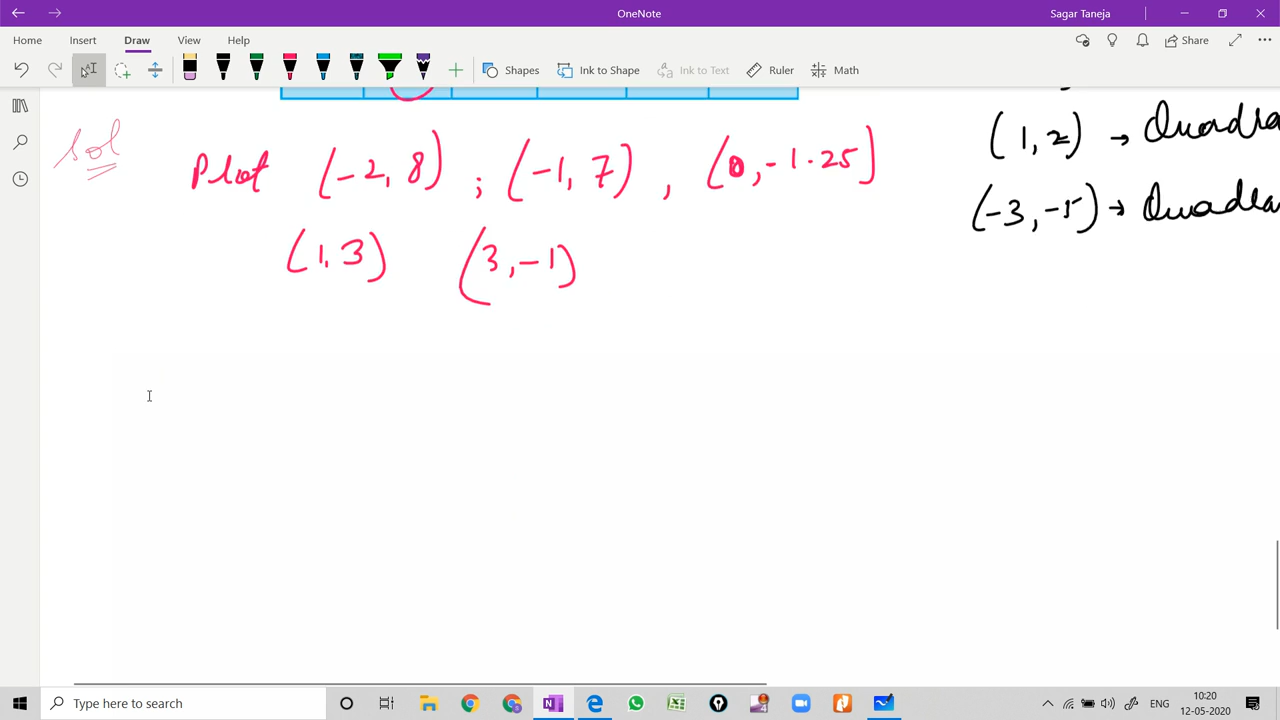 OneNote
Sagar Taneja
Home Insert Draw View Help
Share
Shapes Ink to Shape Ink to Text Ruler Math
Sol
Plot (-2, 8) ; (-1, 7) , (0, -1.25)
(1, 3) (3, -1)
(1, 2) → Quadra
(-3, -5) → Quadra
Type here to search
ENG
10:20
12-05-2020